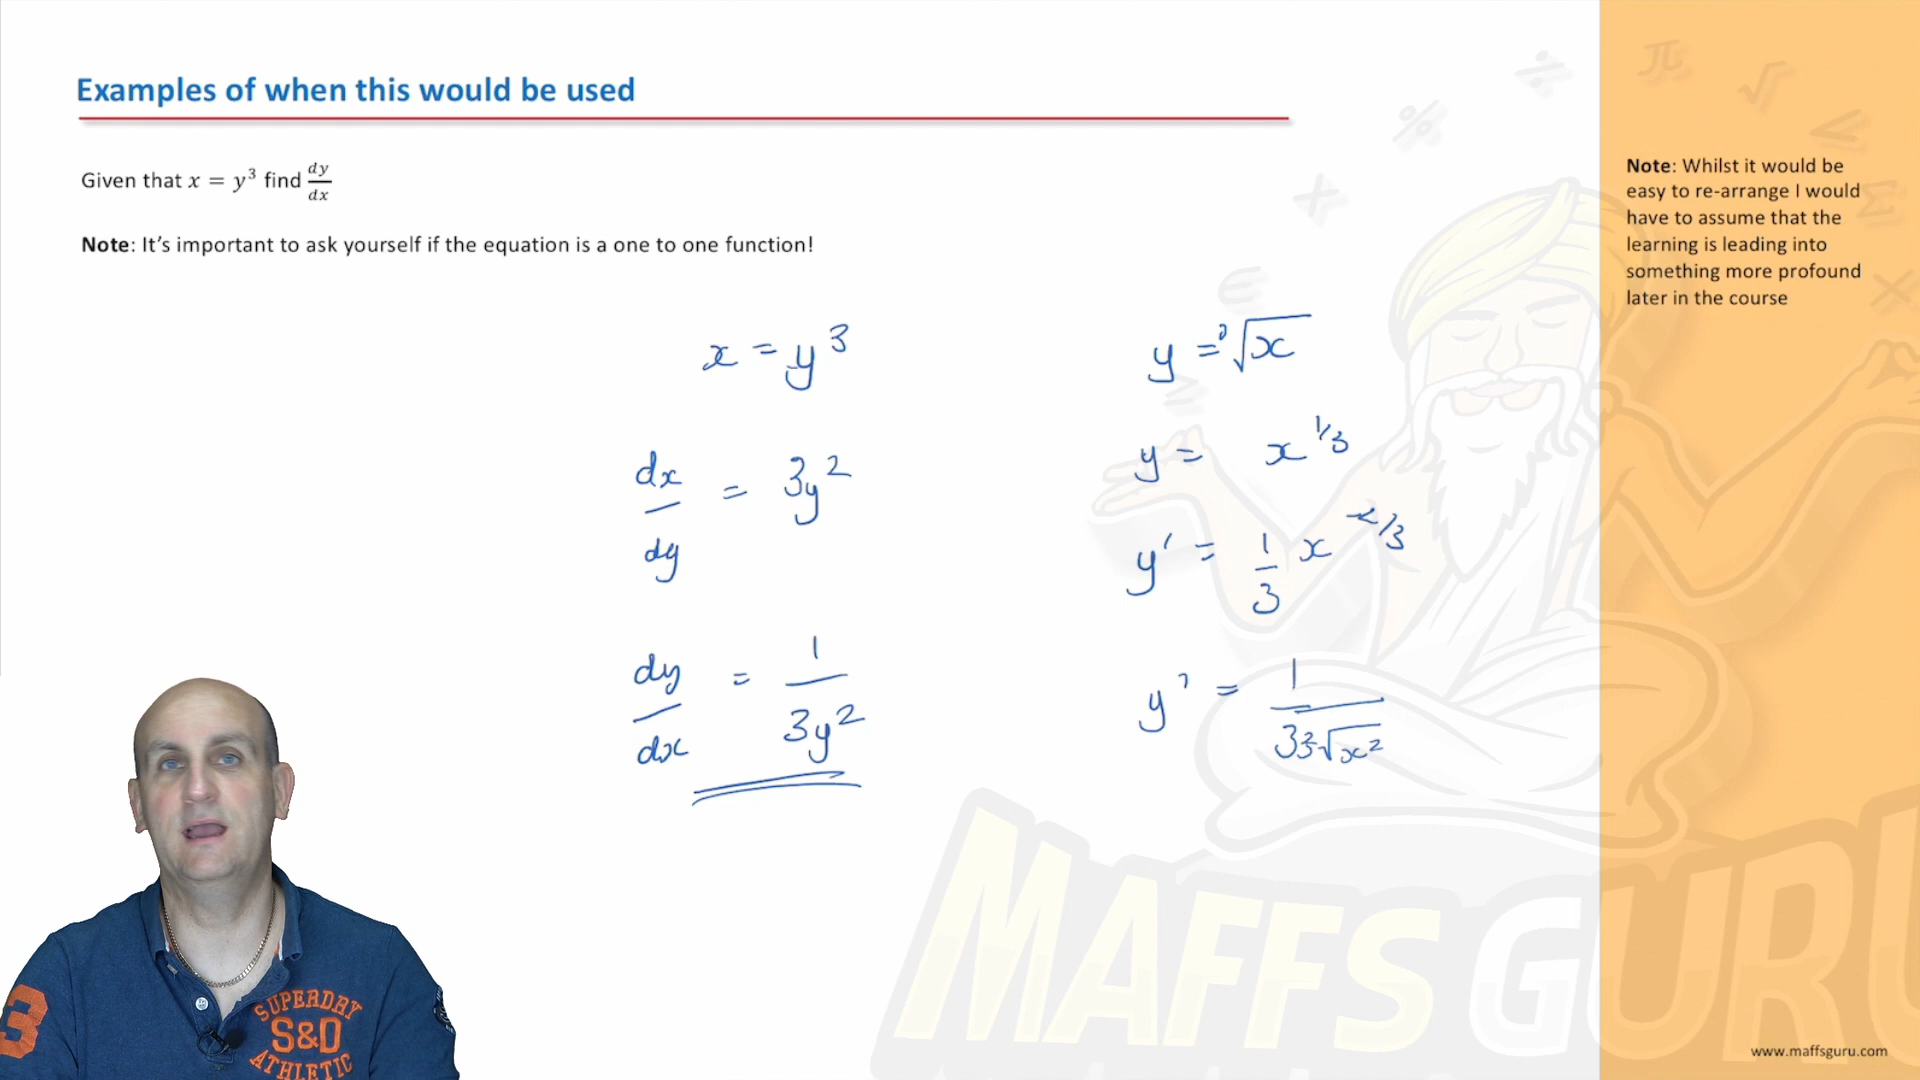 Examples of when this would be used
Given that x = y³ find dy/dx
Note: It's important to ask yourself if the equation is a one to one function!
x = y³
dx/dy = 3y²
dy/dx = 1/3y²
y = ³√x
y = x^1/3
y' = 1/3 x^-2/3
y' = 1/3 ³√x²
Note: Whilst it would be
easy to re-arrange I would
have to assume that the
learning is leading into
something more profound
later in the course
3
SUPERDRY
S&D
ATHLETIC
MAFFS GURU
www.maffsguru.com